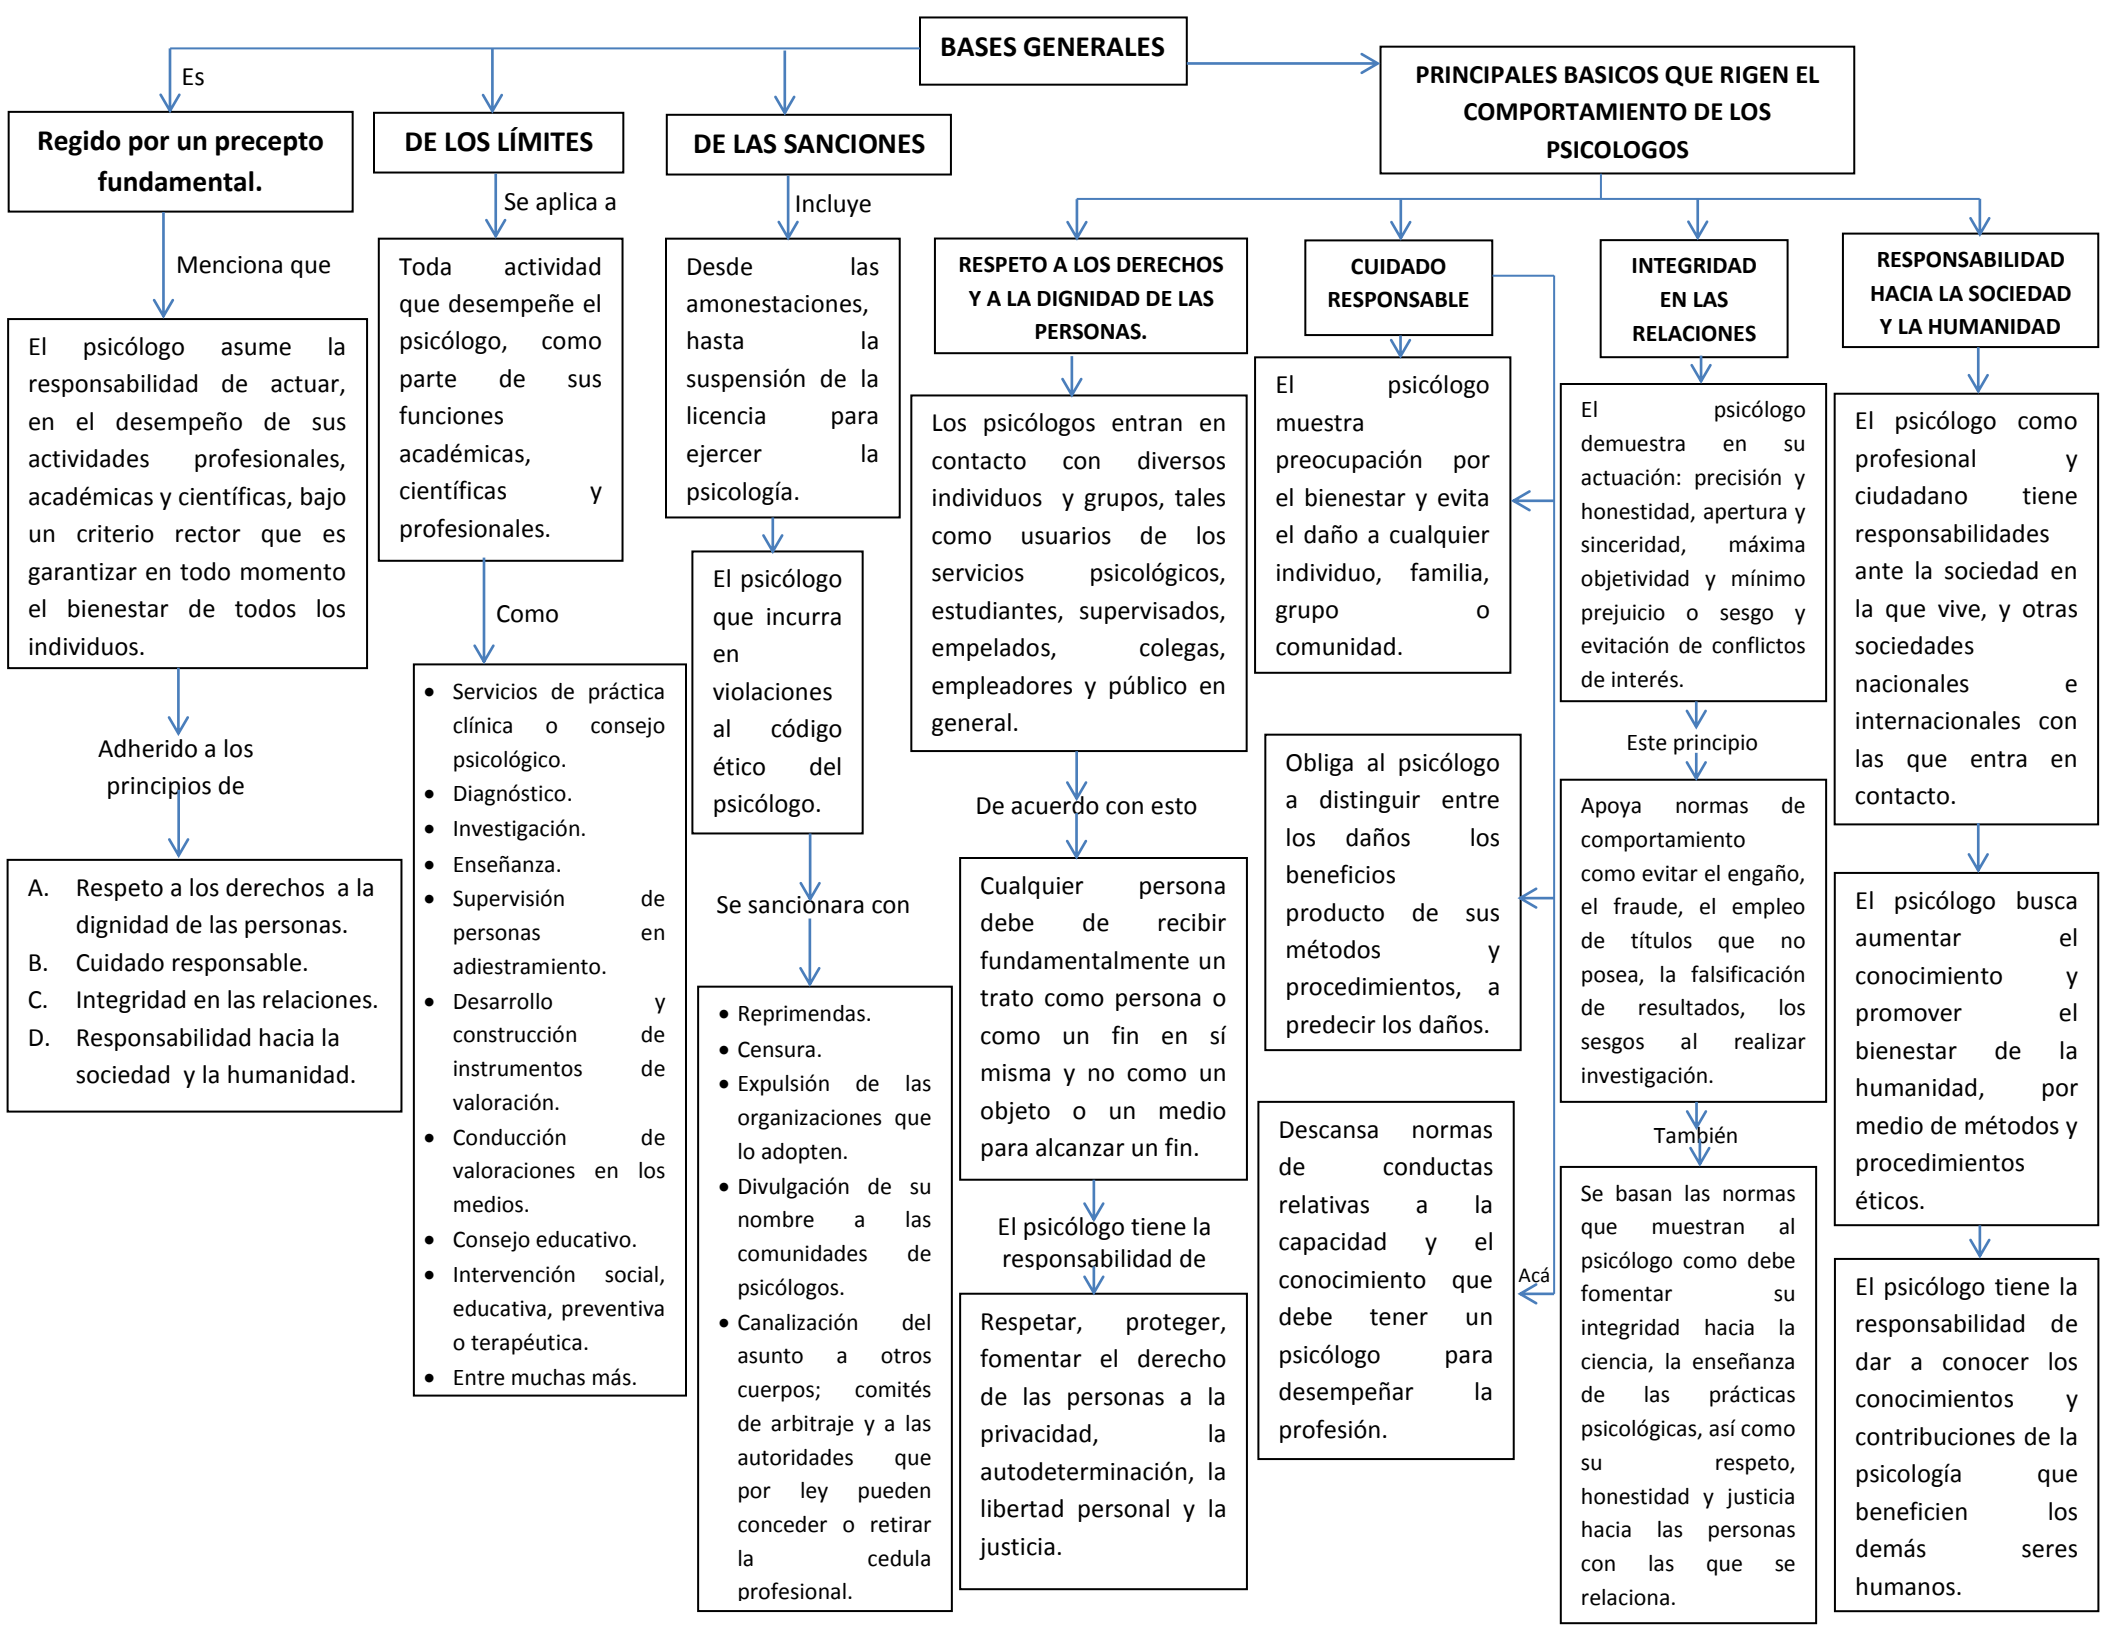 BASES GENERALES
PRINCIPALES BASICOS QUE RIGEN EL
COMPORTAMIENTO DE LOS
PSICOLOGOS
Es
Regido por un precepto
fundamental.
Menciona que
El psicólogo asume la
responsabilidad de actuar,
en el desempeño de sus
actividades profesionales,
académicas y científicas, bajo
un criterio rector que es
garantizar en todo momento
el bienestar de todos los
individuos.
Adherido a los
principios de
A. Respeto a los derechos a la
dignidad de las personas.
B. Cuidado responsable.
C. Integridad en las relaciones.
D. Responsabilidad hacia la
sociedad y la humanidad.
DE LOS LÍMITES
Se aplica a
Toda actividad
que desempeñe el
psicólogo, como
parte de sus
funciones
académicas,
científicas y
profesionales.
Como
• Servicios de práctica
clínica o consejo
psicológico.
• Diagnóstico.
• Investigación.
• Enseñanza.
• Supervisión de
personas en
adiestramiento.
• Desarrollo y
construcción de
instrumentos de
valoración.
• Conducción de
valoraciones en los
medios.
• Consejo educativo.
• Intervención social,
educativa, preventiva
o terapéutica.
• Entre muchas más.
DE LAS SANCIONES
Incluye
Desde las
amonestaciones,
hasta la
suspensión de la
licencia para
ejercer la
psicología.
El psicólogo
que incurra
en
violaciones
al código
ético del
psicólogo.
Se sancionara con
• Reprimendas.
• Censura.
• Expulsión de las
organizaciones que
lo adopten.
• Divulgación de su
nombre a las
comunidades de
psicólogos.
• Canalización del
asunto a otros
cuerpos; comités
de arbitraje y a las
autoridades que
por ley pueden
conceder o retirar
la cedula
profesional.
RESPETO A LOS DERECHOS
Y A LA DIGNIDAD DE LAS
PERSONAS.
Los psicólogos entran en
contacto con diversos
individuos y grupos, tales
como usuarios de los
servicios psicológicos,
estudiantes, supervisados,
empelados, colegas,
empleadores y público en
general.
De acuerdo con esto
Cualquier persona
debe de recibir
fundamentalmente un
trato como persona o
como un fin en sí
misma y no como un
objeto o un medio
para alcanzar un fin.
El psicólogo tiene la
responsabilidad de
Respetar, proteger,
fomentar el derecho
de las personas a la
privacidad, la
autodeterminación, la
libertad personal y la
justicia.
CUIDADO
RESPONSABLE
El psicólogo
muestra
preocupación por
el bienestar y evita
el daño a cualquier
individuo, familia,
grupo o
comunidad.
Obliga al psicólogo
a distinguir entre
los daños los
beneficios
producto de sus
métodos y
procedimientos, a
predecir los daños.
Acá
Descansa normas
de conductas
relativas a la
capacidad y el
conocimiento que
debe tener un
psicólogo para
desempeñar la
profesión.
INTEGRIDAD
EN LAS
RELACIONES
El psicólogo
demuestra en su
actuación: precisión y
honestidad, apertura y
sinceridad, máxima
objetividad y mínimo
prejuicio o sesgo y
evitación de conflictos
de interés.
Este principio
Apoya normas de
comportamiento
como evitar el engaño,
el fraude, el empleo
de títulos que no
posea, la falsificación
de resultados, los
sesgos al realizar
investigación.
También
Se basan las normas
que muestran al
psicólogo como debe
fomentar su
integridad hacia la
ciencia, la enseñanza
de las prácticas
psicológicas, así como
su respeto,
honestidad y justicia
hacia las personas
con las que se
relaciona.
RESPONSABILIDAD
HACIA LA SOCIEDAD
Y LA HUMANIDAD
El psicólogo como
profesional y
ciudadano tiene
responsabilidades
ante la sociedad en
la que vive, y otras
sociedades
nacionales e
internacionales con
las que entra en
contacto.
El psicólogo busca
aumentar el
conocimiento y
promover el
bienestar de la
humanidad, por
medio de métodos y
procedimientos
éticos.
El psicólogo tiene la
responsabilidad de
dar a conocer los
conocimientos y
contribuciones de la
psicología que
beneficien los
demás seres
humanos.